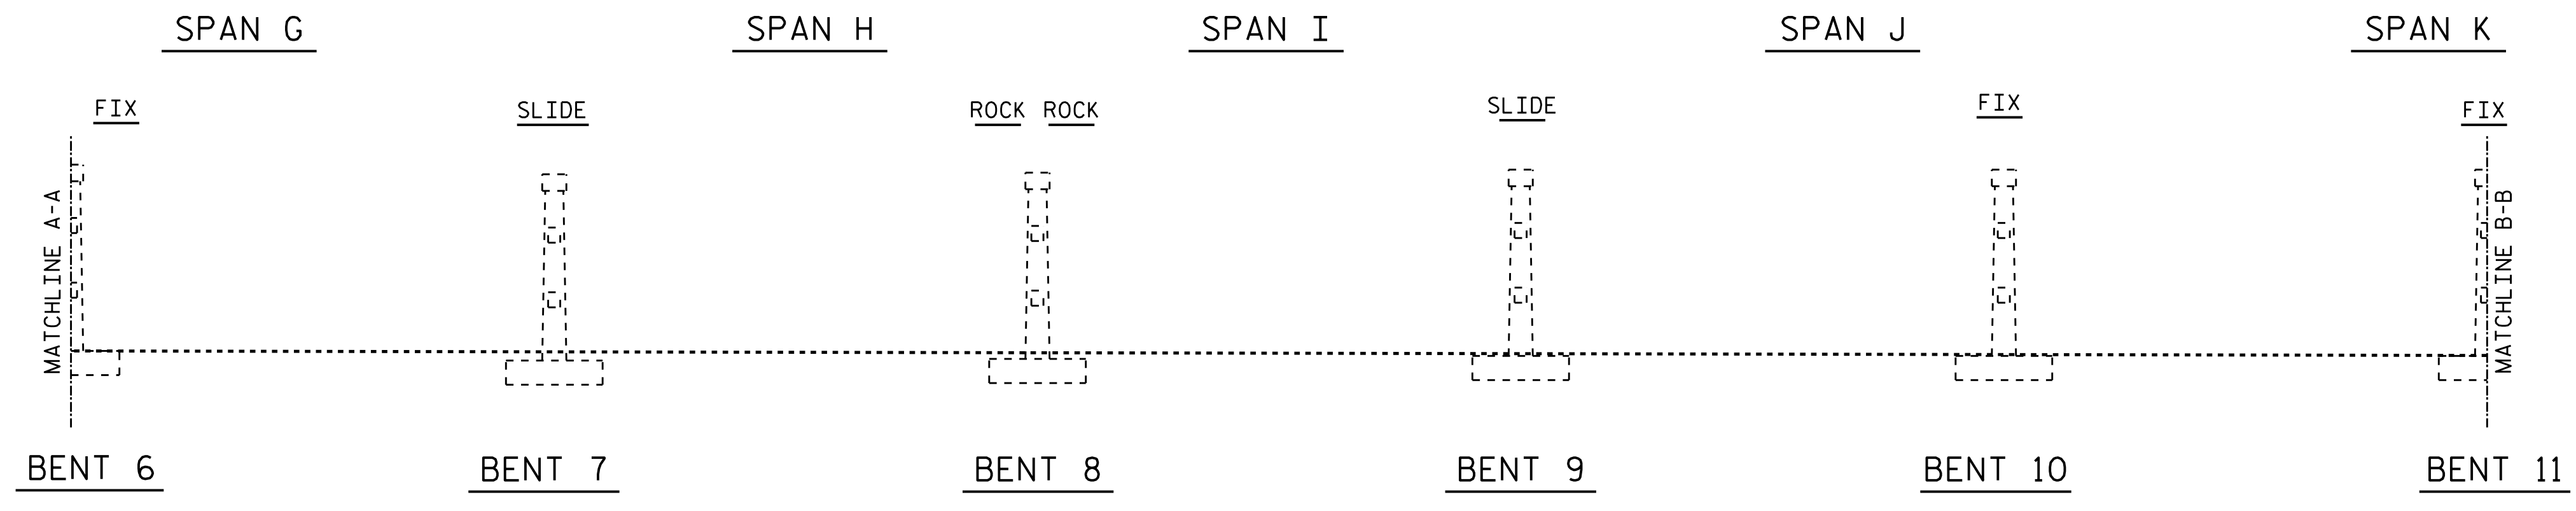 SPAN G
SPAN H
SPAN I
SPAN J
SPAN K
FIX
SLIDE
ROCK
ROCK
SLIDE
FIX
FIX
MATCHLINE A-A
MATCHLINE B-B
BENT 6
BENT 7
BENT 8
BENT 9
BENT 10
BENT 11